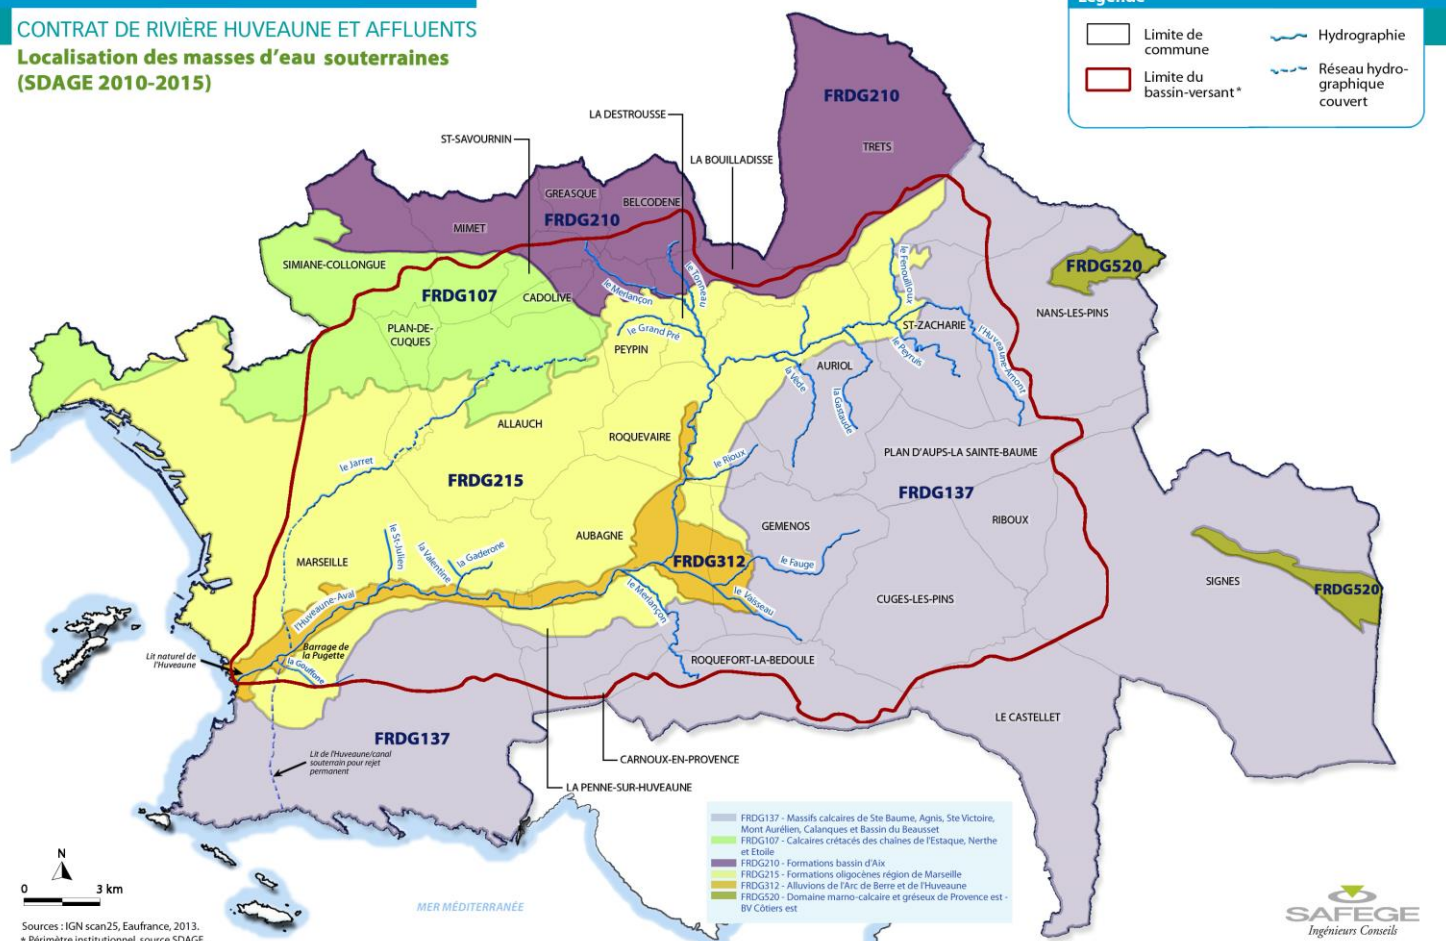 CONTRAT DE RIVIÈRE HUVEAUNE ET AFFLUENTS
Localisation des masses d'eau souterraines
(SDAGE 2010-2015)
Légende
Limite de
commune
Hydrographie
Limite du
bassin-versant*
Réseau hydro-
graphique
couvert
FRDG210
TRETS
LA DESTROUSSE
ST-SAVOURNIN
LA BOUILLADISSE
GREASQUE
BELCODENE
FRDG210
MIMET
SIMIANE-COLLONGUE
FRDG107
CADOLIVE
le Merlançon
le Tonneau
le Fenouilloux
FRDG520
NANS-LES-PINS
PLAN-DE-
CUQUES
le Grand Pré
PEYPIN
ST-ZACHARIE
l'Huveaune-Amont
le Peyruis
AURIOL
la Vède
la Gastaude
ALLAUCH
ROQUEVAIRE
le Jarret
le Rioux
PLAN D'AUPS-LA SAINTE-BAUME
FRDG215
FRDG137
RIBOUX
GEMENOS
AUBAGNE
MARSEILLE
le St-Julien
la Valentine
la Gaderone
FRDG312
le Fauge
SIGNES
FRDG520
l'Huveaune-Aval
le Merlançon
le Vaisseau
CUGES-LES-PINS
Barrage de
la Pugette
Lit naturel de
l'Huveaune
la Gouffone
ROQUEFORT-LA-BEDOULE
LE CASTELLET
FRDG137
Lit de l'Huveaune/canal
souterrain pour rejet
permanent
CARNOUX-EN-PROVENCE
LA PENNE-SUR-HUVEAUNE
FRDG137 - Massifs calcaires de Ste Baume, Agnis, Ste Victoire,
Mont Aurélien, Calanques et Bassin du Beausset
FRDG107 - Calcaires crétacés des chaînes de l'Estaque, Nerthe
et Etoile
FRDG210 - Formations bassin d'Aix
FRDG215 - Formations oligocènes région de Marseille
FRDG312 - Alluvions de l'Arc de Berre et de l'Huveaune
FRDG520 - Domaine marno-calcaire et gréseux de Provence est -
BV Côtiers est
N
0 3 km
MER MÉDITERRANÉE
Sources : IGN scan25, Eaufrance, 2013.
* Périmètre institutionnel, source SDAGE
SAFEGE
Ingénieurs Conseils